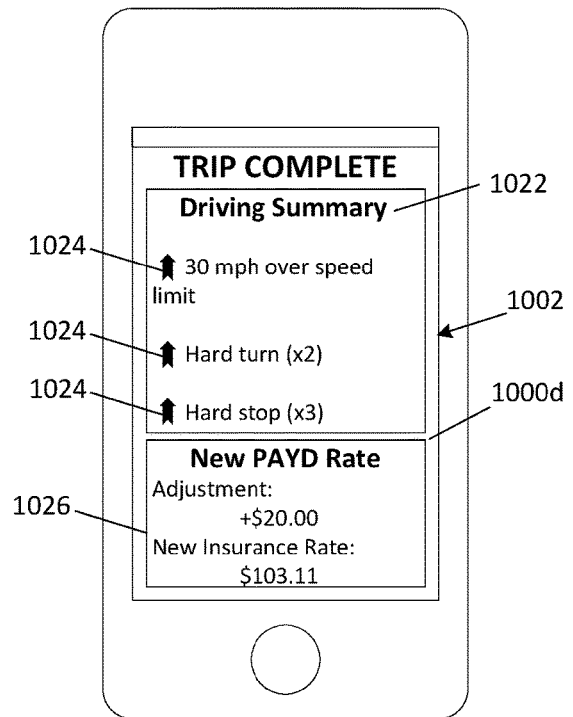 TRIP COMPLETE
Driving Summary
1022
1024
30 mph over speed
limit
1002
1024
Hard turn (x2)
1024
Hard stop (x3)
1000d
New PAYD Rate
Adjustment:
1026
+$20.00
New Insurance Rate:
$103.11